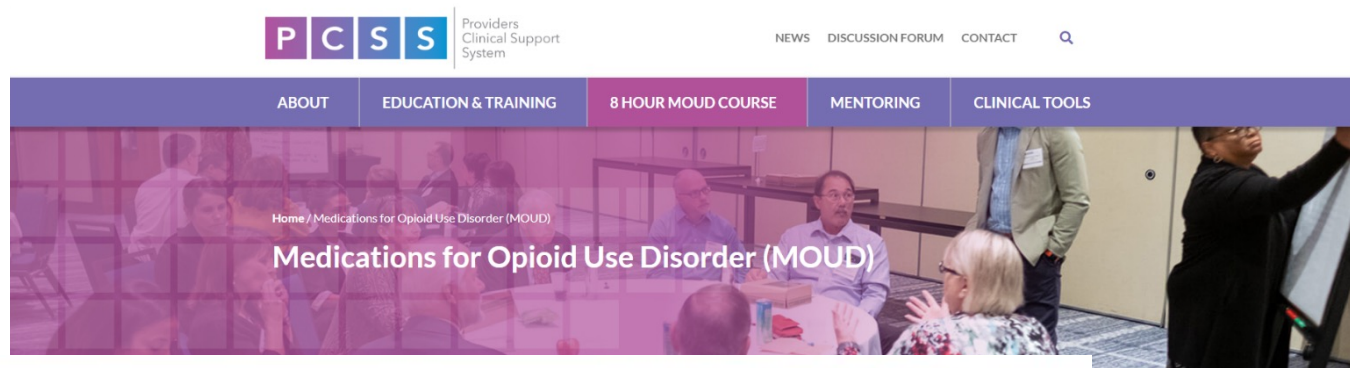 PCSS
Providers
Clinical Support
System
NEWS DISCUSSION FORUM CONTACT
ABOUT EDUCATION & TRAINING 8 HOUR MOUD COURSE MENTORING CLINICAL TOOLS
Home / Medications for Opioid Use Disorder (MOUD)
Medications for Opioid Use Disorder (MOUD)